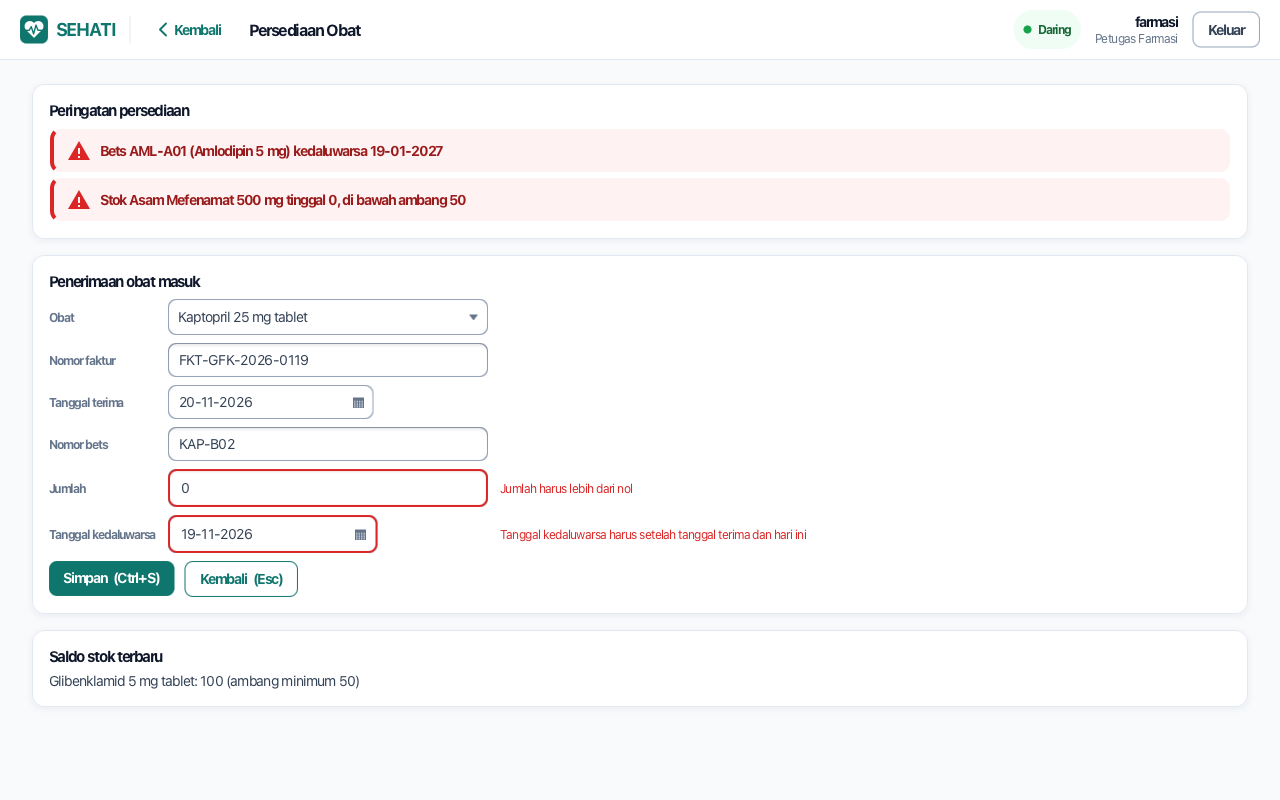 SEHATI
Kembali
Persediaan Obat
Daring
farmasi
Petugas Farmasi
Keluar
Peringatan persediaan
Bets AML-A01 (Amlodipin 5 mg) kedaluwarsa 19-01-2027
Stok Asam Mefenamat 500 mg tinggal 0, di bawah ambang 50
Penerimaan obat masuk
Obat
Kaptopril 25 mg tablet
Nomor faktur
FKT-GFK-2026-0119
Tanggal terima
20-11-2026
Nomor bets
KAP-B02
Jumlah
0
Jumlah harus lebih dari nol
Tanggal kedaluwarsa
19-11-2026
Tanggal kedaluwarsa harus setelah tanggal terima dan hari ini
Simpan (Ctrl+S)
Kembali (Esc)
Saldo stok terbaru
Glibenklamid 5 mg tablet: 100 (ambang minimum 50)